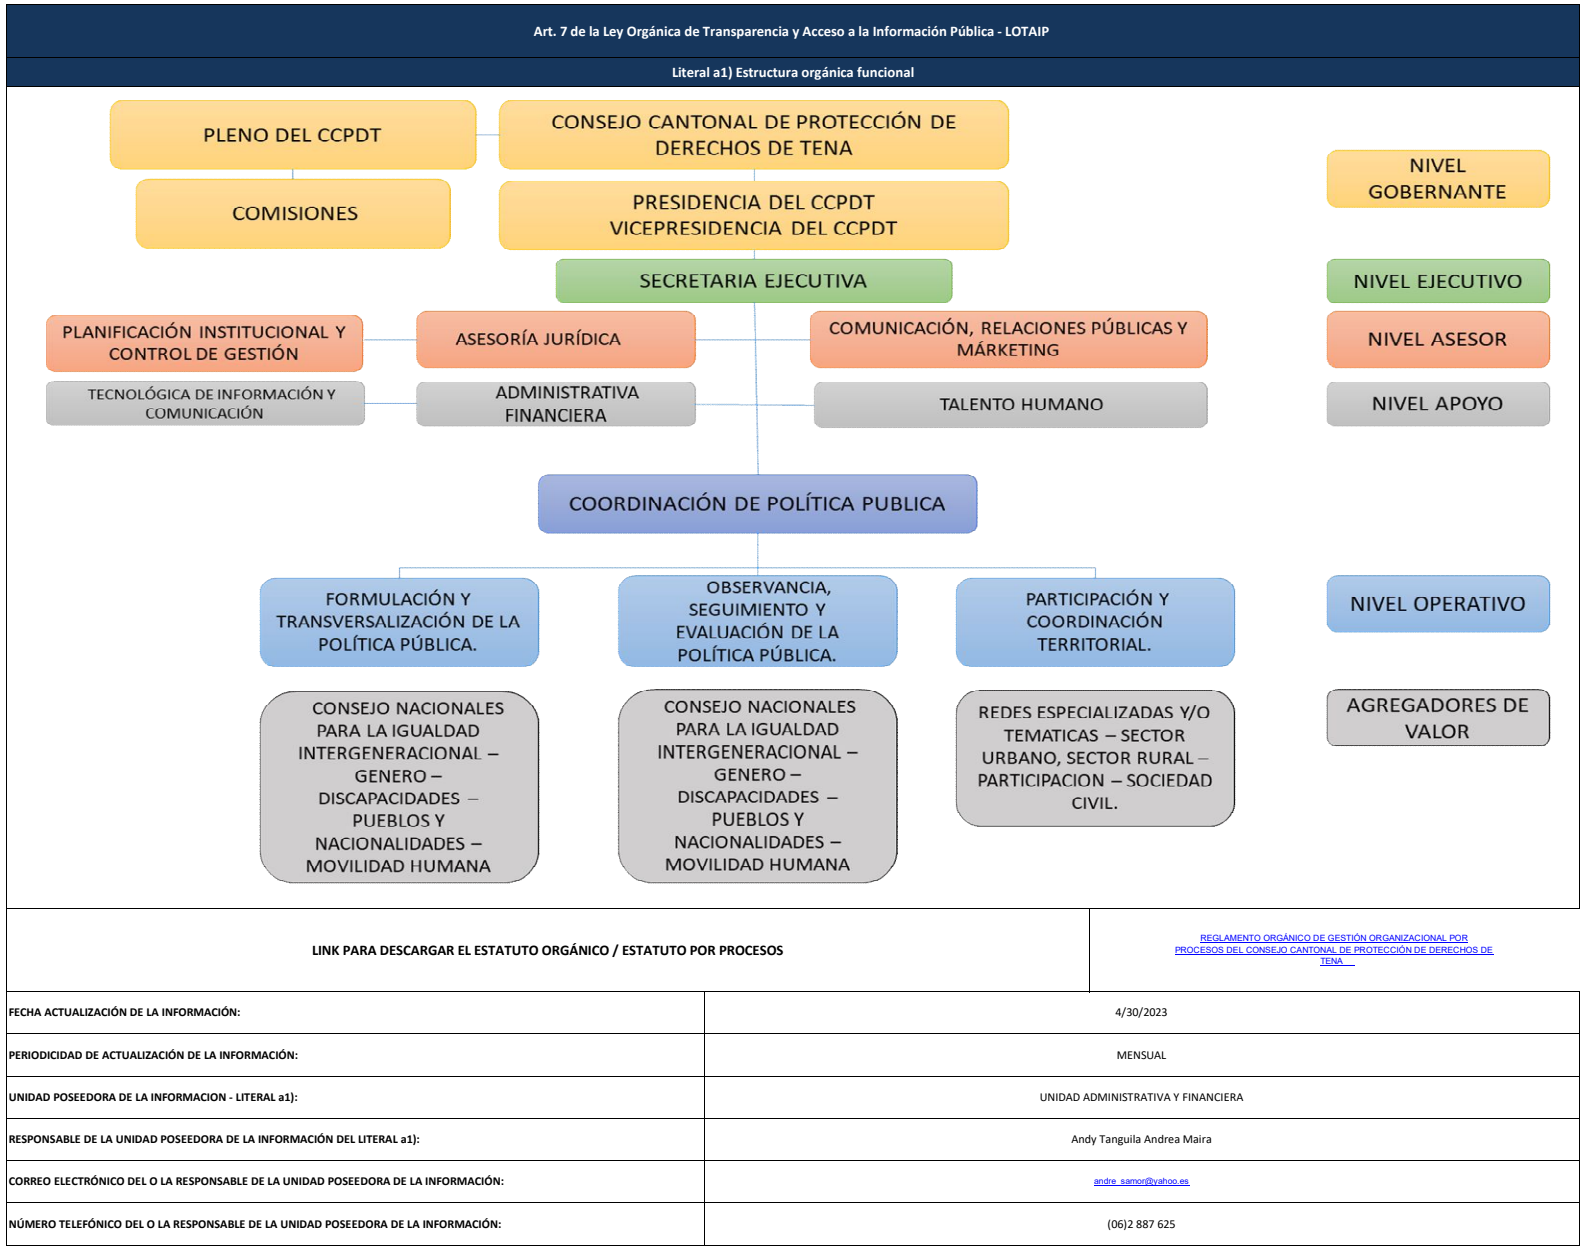 Art. 7 de la Ley Orgánica de Transparencia y Acceso a la Información Pública - LOTAIP
Literal a1) Estructura orgánica funcional
PLENO DEL CCPDT
CONSEJO CANTONAL DE PROTECCIÓN DE
DERECHOS DE TENA
NIVEL
GOBERNANTE
COMISIONES
PRESIDENCIA DEL CCPDT
VICEPRESIDENCIA DEL CCPDT
SECRETARIA EJECUTIVA
NIVEL EJECUTIVO
PLANIFICACIÓN INSTITUCIONAL Y
CONTROL DE GESTIÓN
ASESORÍA JURÍDICA
COMUNICACIÓN, RELACIONES PÚBLICAS Y
MÁRKETING
NIVEL ASESOR
TECNOLÓGICA DE INFORMACIÓN Y
COMUNICACIÓN
ADMINISTRATIVA
FINANCIERA
TALENTO HUMANO
NIVEL APOYO
COORDINACIÓN DE POLÍTICA PUBLICA
FORMULACIÓN Y
TRANSVERSALIZACIÓN DE LA
POLÍTICA PÚBLICA.
OBSERVANCIA,
SEGUIMIENTO Y
EVALUACIÓN DE LA
POLÍTICA PÚBLICA.
PARTICIPACIÓN Y
COORDINACIÓN
TERRITORIAL.
NIVEL OPERATIVO
CONSEJO NACIONALES
PARA LA IGUALDAD
INTERGENERACIONAL –
GENERO –
DISCAPACIDADES –
PUEBLOS Y
NACIONALIDADES –
MOVILIDAD HUMANA
CONSEJO NACIONALES
PARA LA IGUALDAD
INTERGENERACIONAL –
GENERO –
DISCAPACIDADES –
PUEBLOS Y
NACIONALIDADES –
MOVILIDAD HUMANA
REDES ESPECIALIZADAS Y/O
TEMATICAS – SECTOR
URBANO, SECTOR RURAL –
PARTICIPACION – SOCIEDAD
CIVIL.
AGREGADORES DE
VALOR
LINK PARA DESCARGAR EL ESTATUTO ORGÁNICO / ESTATUTO POR PROCESOS
REGLAMENTO ORGÁNICO DE GESTIÓN ORGANIZACIONAL POR
PROCESOS DEL CONSEJO CANTONAL DE PROTECCIÓN DE DERECHOS DE
TENA
FECHA ACTUALIZACIÓN DE LA INFORMACIÓN:
4/30/2023
PERIODICIDAD DE ACTUALIZACIÓN DE LA INFORMACIÓN:
MENSUAL
UNIDAD POSEEDORA DE LA INFORMACION - LITERAL a1):
UNIDAD ADMINISTRATIVA Y FINANCIERA
RESPONSABLE DE LA UNIDAD POSEEDORA DE LA INFORMACIÓN DEL LITERAL a1):
Andy Tanguila Andrea Maira
CORREO ELECTRÓNICO DEL O LA RESPONSABLE DE LA UNIDAD POSEEDORA DE LA INFORMACIÓN:
andre_samor@yahoo.es
NÚMERO TELEFÓNICO DEL O LA RESPONSABLE DE LA UNIDAD POSEEDORA DE LA INFORMACIÓN:
(06)2 887 625